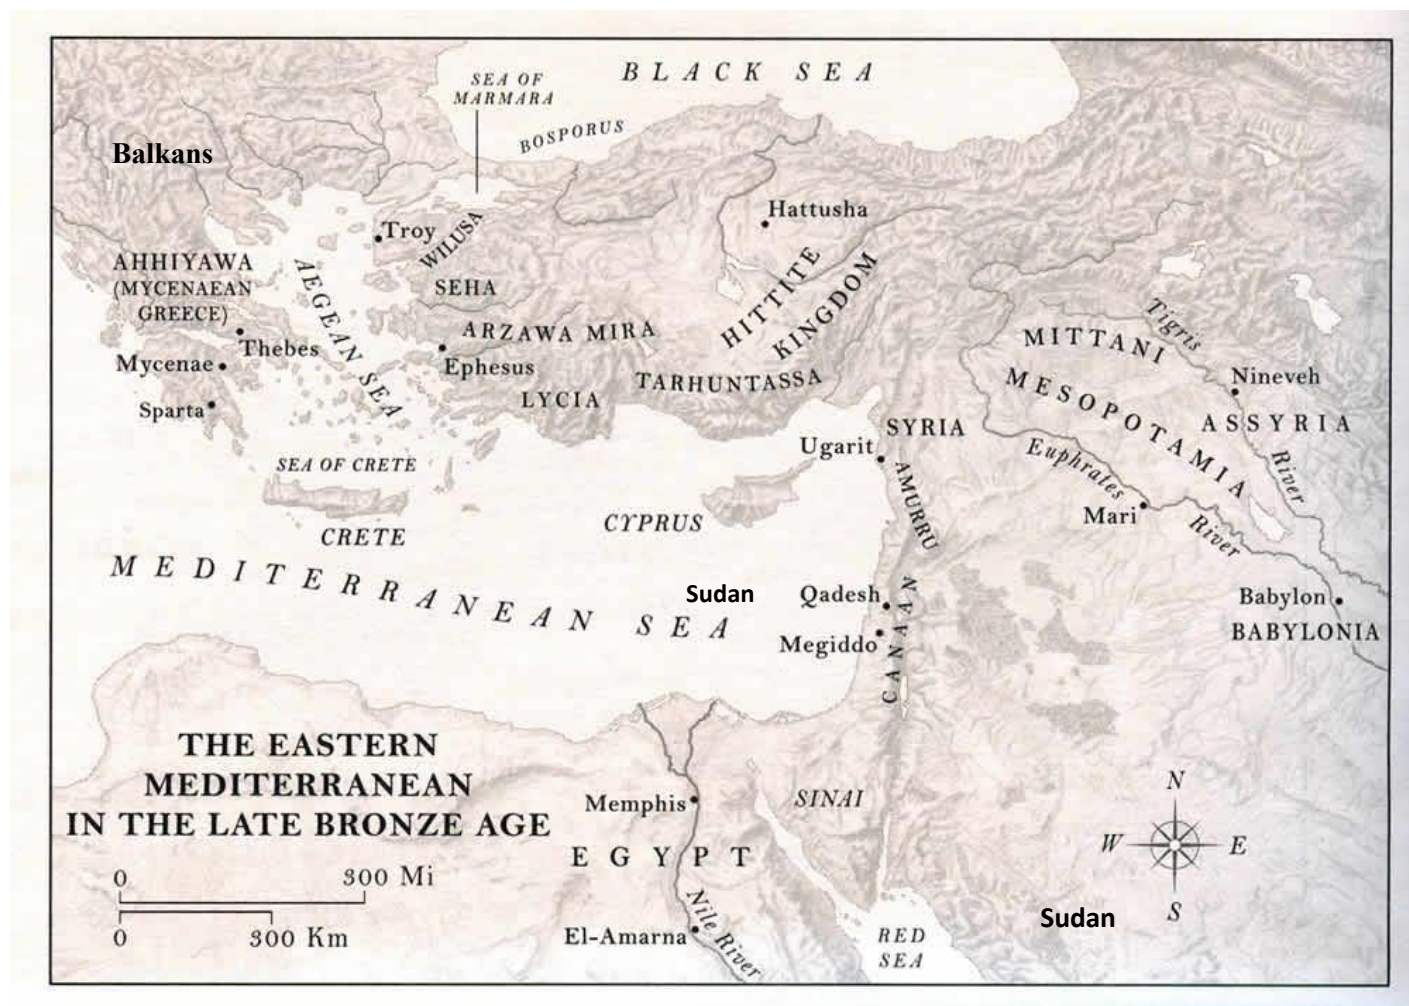 BLACK SEA
SEA OF
MARMARA
BOSPORUS
Balkans
Hattusha
Troy
WILUSA
AHHIYAWA
(MYCENAEAN
GREECE)
AEGEAN SEA
SEHA
HITTITE
KINGDOM
Tigris
River
ARZAWA MIRA
MITTANI
Thebes
Mycenae
Ephesus
Nineveh
TARHUNTASSA
MESOPOTAMIA
Sparta
LYCIA
ASSYRIA
SYRIA
Ugarit
Euphrates
River
SEA OF CRETE
AMURRU
Mari
CYPRUS
CRETE
MEDITERRANEAN SEA
Sudan
Qadesh
CANAAN
Babylon
BABYLONIA
Megiddo
THE EASTERN
MEDITERRANEAN
IN THE LATE BRONZE AGE
Memphis
SINAI
N
W
E
S
EGYPT
0 300 Mi
0 300 Km
Nile River
El-Amarna
RED
SEA
Sudan